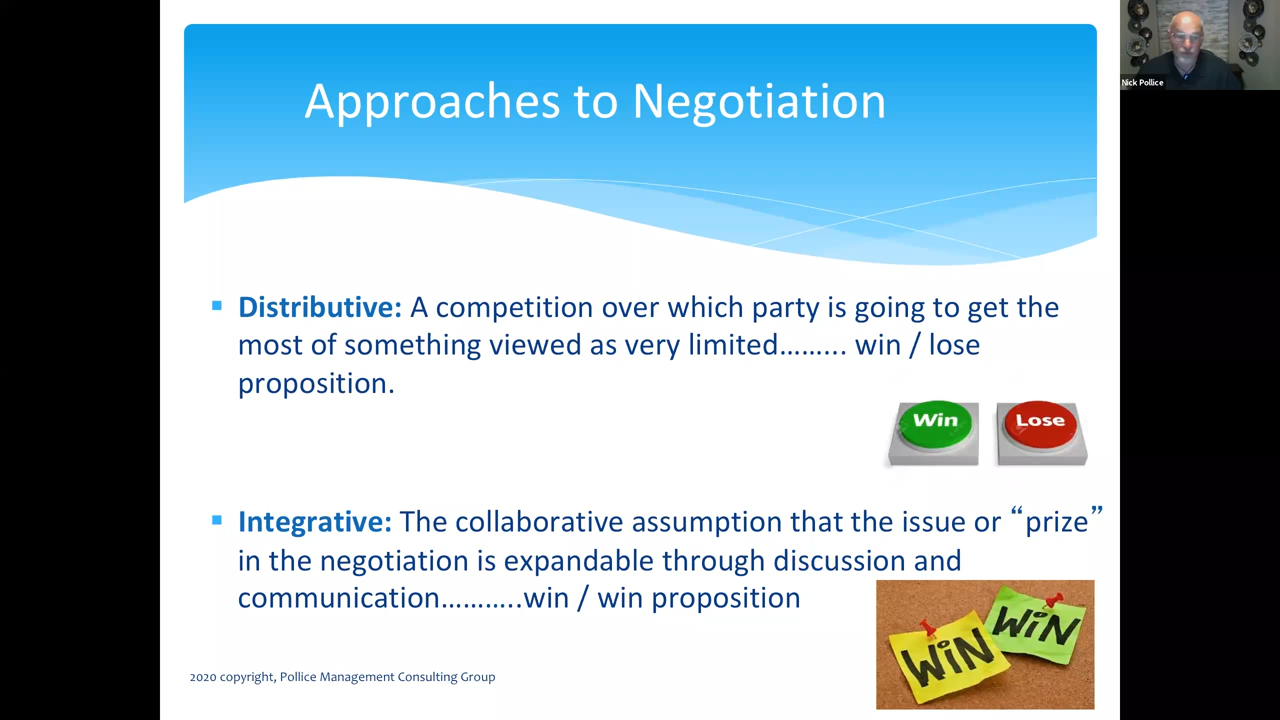 Approaches to Negotiation
Nick Pollice
Distributive: A competition over which party is going to get the
most of something viewed as very limited…….. win / lose
proposition.
Win Lose
Integrative: The collaborative assumption that the issue or “prize”
in the negotiation is expandable through discussion and
communication………..win / win proposition
WiN WiN
2020 copyright, Pollice Management Consulting Group